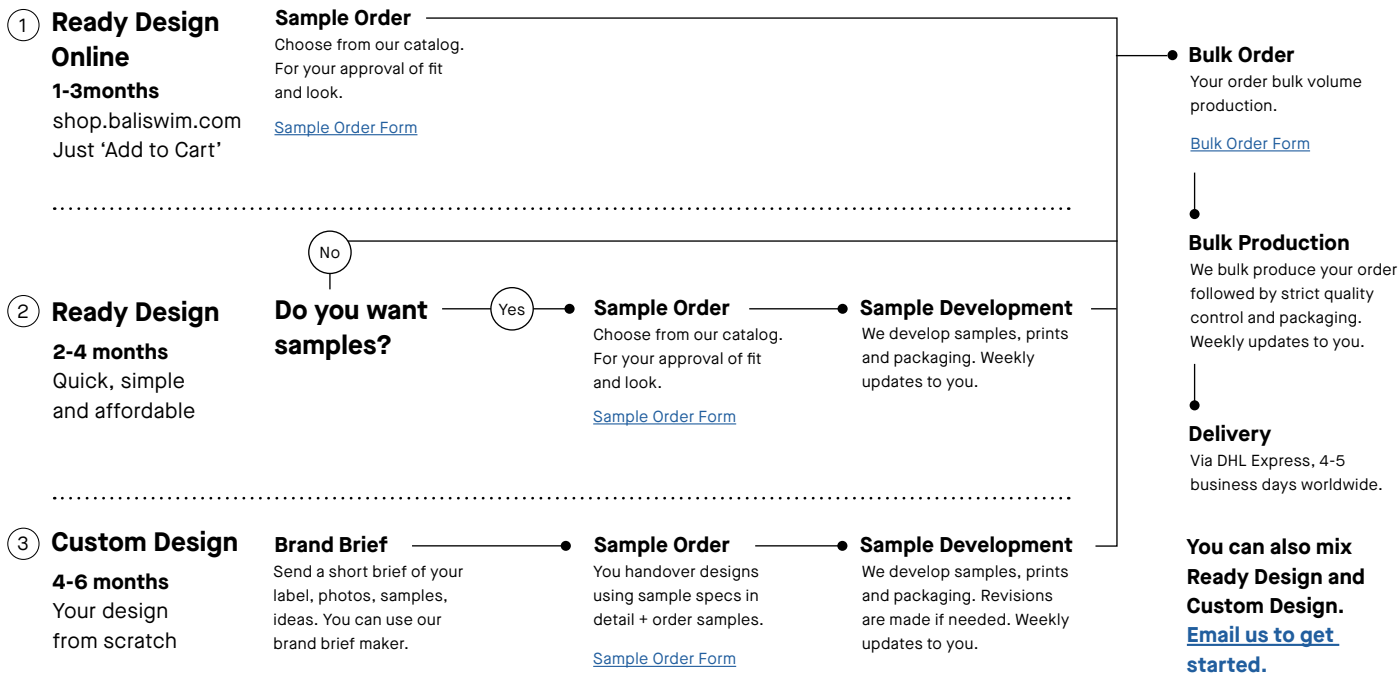 1
Ready Design
Online
1-3months
shop.baliswim.com
Just ‘Add to Cart’
Sample Order
Choose from our catalog.
For your approval of fit
and look.
Sample Order Form
Bulk Order
Your order bulk volume
production.
Bulk Order Form
Bulk Production
We bulk produce your order
followed by strict quality
control and packaging.
Weekly updates to you.
Delivery
Via DHL Express, 4-5
business days worldwide.
2
Ready Design
2-4 months
Quick, simple
and affordable
No
Do you want
samples?
Yes
Sample Order
Choose from our catalog.
For your approval of fit
and look.
Sample Order Form
Sample Development
We develop samples, prints
and packaging. Weekly
updates to you.
3
Custom Design
4-6 months
Your design
from scratch
Brand Brief
Send a short brief of your
label, photos, samples,
ideas. You can use our
brand brief maker.
Sample Order
You handover designs
using sample specs in
detail + order samples.
Sample Order Form
Sample Development
We develop samples, prints
and packaging. Revisions
are made if needed. Weekly
updates to you.
You can also mix
Ready Design and
Custom Design.
Email us to get
started.